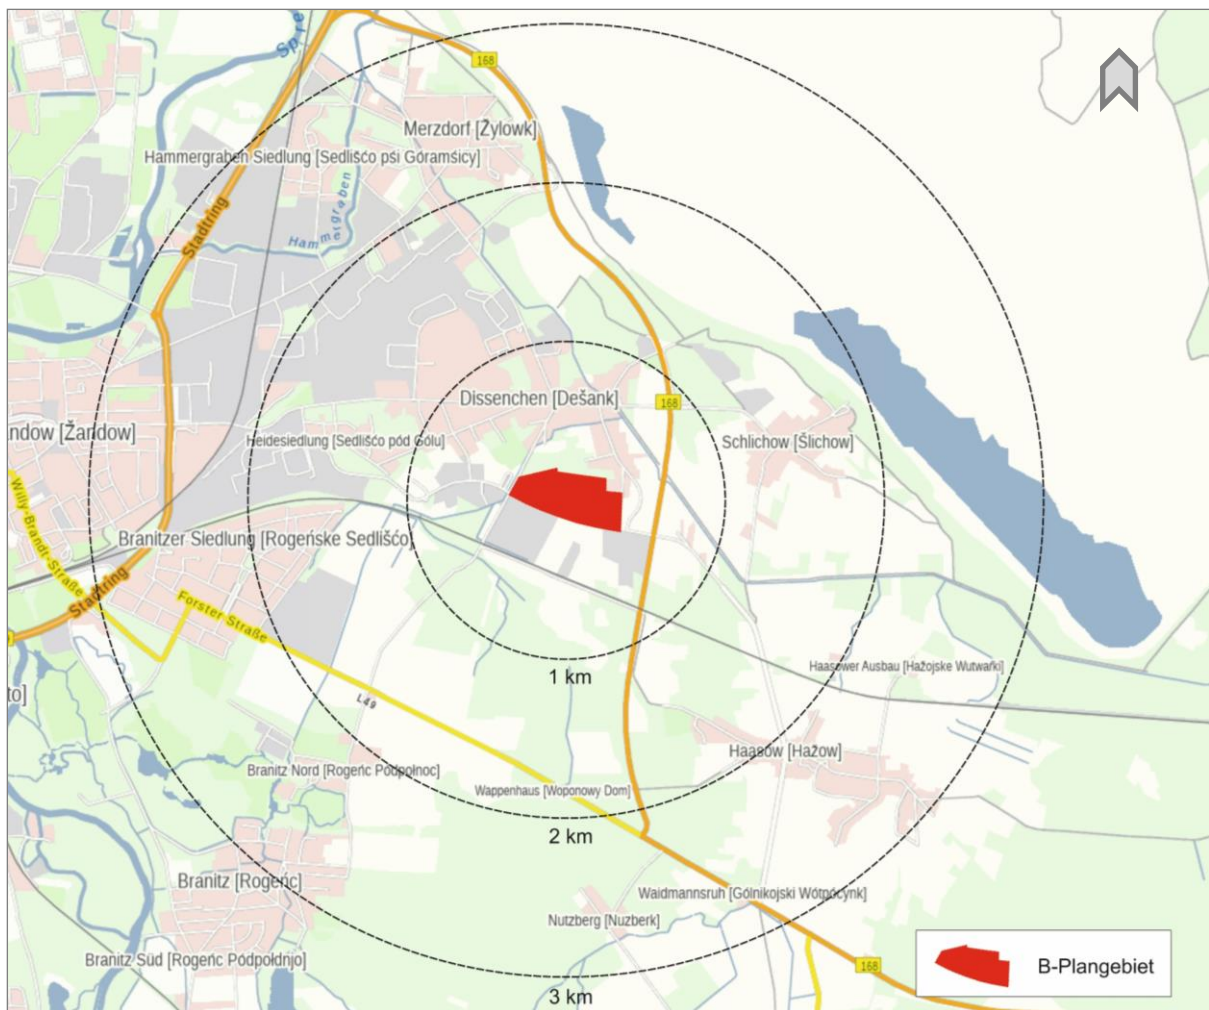 Spre
168
Merzdorf [Žylowk]
Hammergraben Siedlung [Sedlišćo pśi Góramśicy]
Hammergraben
Stadtring
Dissenchen [Dešank]
168
ndow [Žandow]
Heidesiedlung [Sedlišćo pód Gólu]
Schlichow [Šlichow]
Willy-Brandt-Straße
Branitzer Siedlung [Rogeńske Sedlišćo]
Stadtring
Forster Straße
Haasower Ausbau [Hažojske Wutwaŕki]
1 km
to]
L49
Haasow [Hažow]
Branitz Nord [Rogeńc Pódpołnoc]
Wappenhaus [Woponowy Dom]
2 km
Branitz [Rogeńc]
Waidmannsruh [Gólnikojski Wótpócynk]
Nutzberg [Nuzberk]
Branitz Süd [Rogeńc Pódpołdnjo]
168
B-Plangebiet
3 km